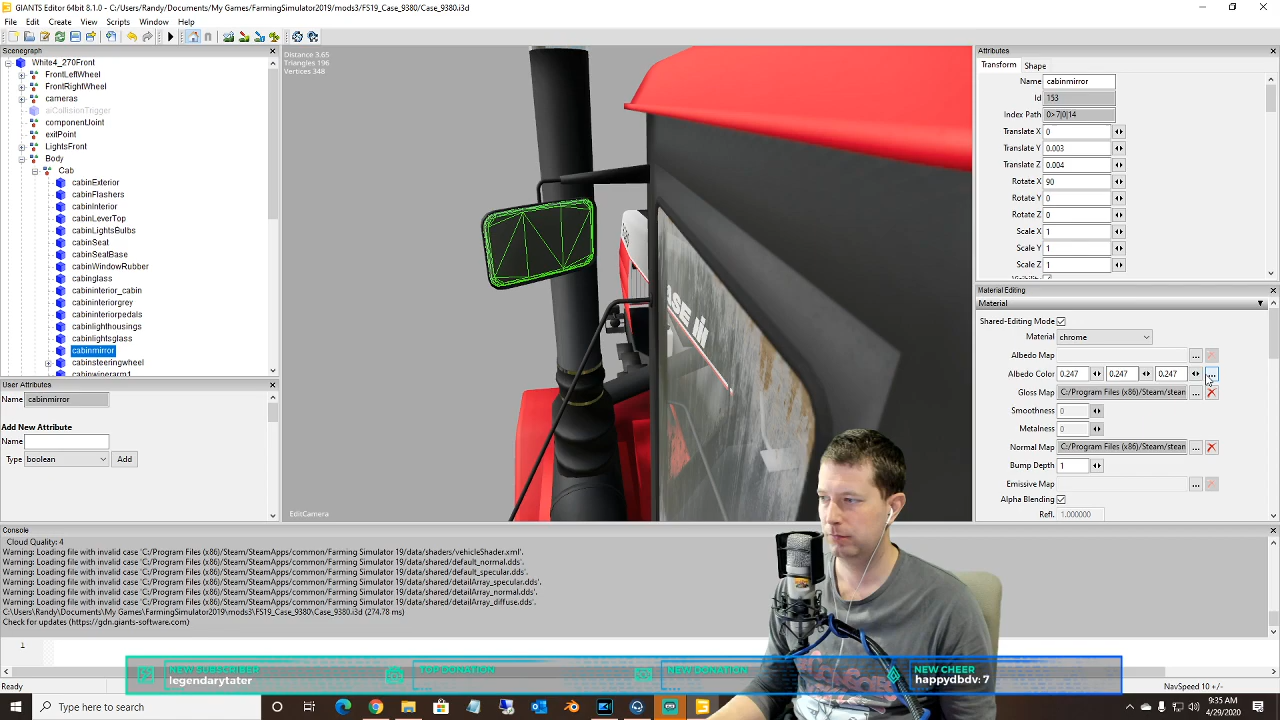 GIANTS Editor 64bit 8.1.0 - C:/Users/Randy/Documents/My Games/FarmingSimulator2019/mods3/FS19_Case_9380/Case_9380.i3d
File Edit View Create Scripts Window Help
Scenegraph
White4_270Front
FrontLeftWheel
FrontRightWheel
cameras
aiCollisionTrigger
componentJoint
exitPoint
LightsFront
Body
Cab
cabinExterior
cabinFlashers
cabinInterior
cabinLeverTop
cabinLightsBulbs
cabinSeat
cabinSeatBase
cabinWindowRubber
cabinglass
cabininterior_cabin
cabininteriorgrey
cabininteriorpedals
cabinlighthousings
cabinlightsglass
cabinmirror
cabinsteeringwheel
cabinwiperarm1
User Attributes
Name cabinmirror
Add New Attribute
Name
Type boolean Add
Distance 3.65
Triangles 196
Vertices 348
ASE IH
EditCamera
Attributes
Transform Shape
Name cabinmirror
Id 153
Index Path 0>7|0|14
Translate X 0
Translate Y 0.003
Translate Z 0.004
Rotate X 90
Rotate Y 0
Rotate Z 0
Scale X 1
Scale Y 1
Scale Z 1
Material Editing
Material
Shared-Editing Mode
Material chrome
Albedo Map ...
Albedo Color 0.247 0.247 0.247 ...
Gloss Map C:/Program Files (x86)/Steam/stean ...
Smoothness 0
Metalness 0
Normal Map C:/Program Files (x86)/Steam/stean ...
Bump Depth 1
Emissive Map ...
Alpha Blending
Refl. 1.000000
Console
Cloud Quality: 4
Warning: Loading file with invalid case 'C:/Program Files (x86)/Steam/SteamApps/common/Farming Simulator 19/data/shaders/vehicleShader.xml'.
Warning: Loading file with invalid case 'C:/Program Files (x86)/Steam/SteamApps/common/Farming Simulator 19/data/shared/default_normal.dds'.
Warning: Loading file with invalid case 'C:/Program Files (x86)/Steam/SteamApps/common/Farming Simulator 19/data/shared/default_specular.dds'.
Warning: Loading file with invalid case 'C:/Program Files (x86)/Steam/SteamApps/common/Farming Simulator 19/data/shared/detailArray_specular.dds'.
Warning: Loading file with invalid case 'C:/Program Files (x86)/Steam/SteamApps/common/Farming Simulator 19/data/shared/detailArray_normal.dds'.
Warning: Loading file with invalid case 'C:/Program Files (x86)/Steam/SteamApps/common/Farming Simulator 19/data/shared/detailArray_diffuse.dds'.
C:\Users\Randy\Documents\My Games\FarmingSimulator2019\mods3\FS19_Case_9380\Case_9380.i3d (274.78 ms)
Check for updates (https://gdn.giants-software.com)
NEW SUBSCRIBER
legendarytater
TOP DONATION
NEW DONATION
NEW CHEER
happydbdv: 7
Ready
NavSpeed 10 +/-
Type here to search
9:35 AM
4/29/2020